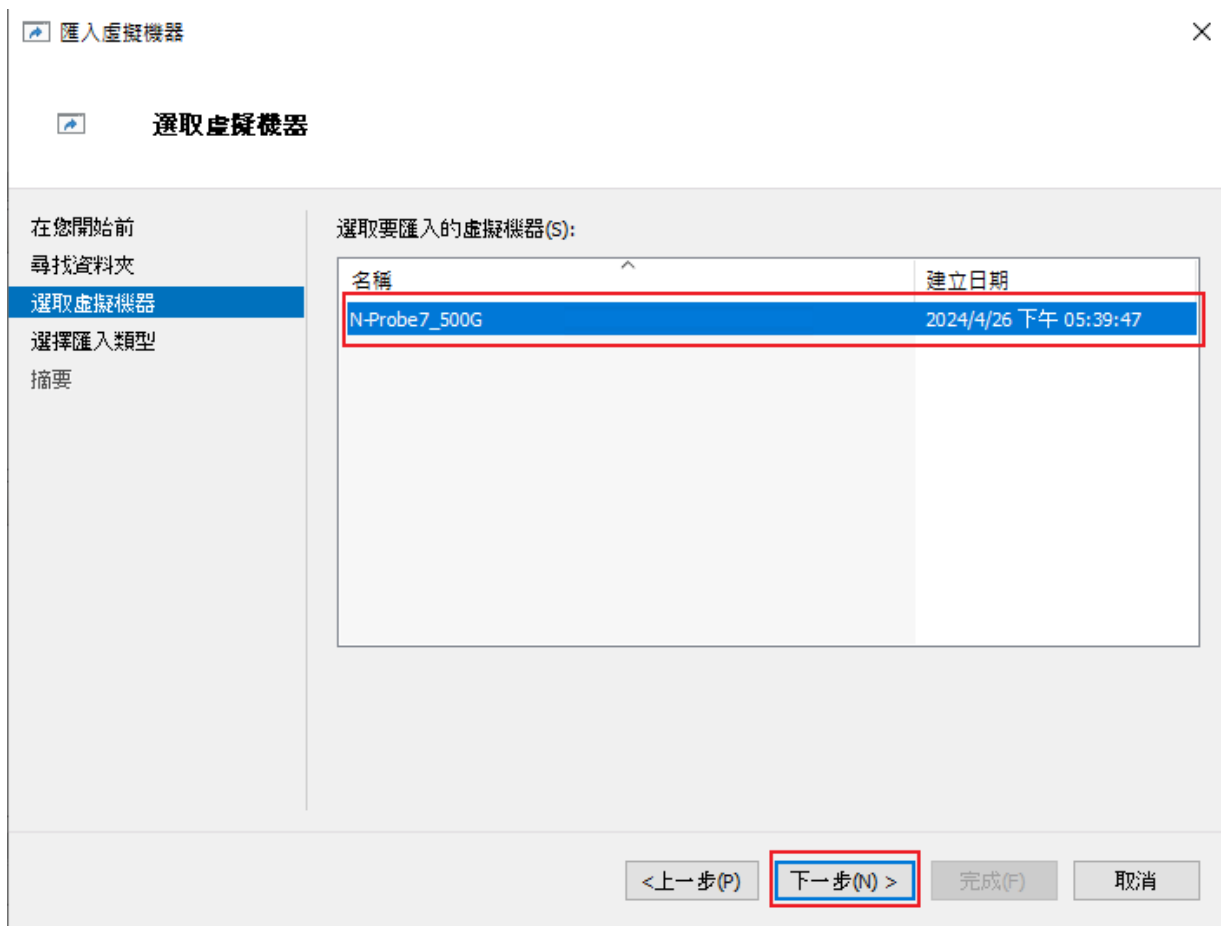 匯入虛擬機器
選取虛擬機器
在您開始前
尋找資料夾
選取虛擬機器
選擇匯入類型
摘要
選取要匯入的虛擬機器(S):
名稱 建立日期
N-Probe7_500G 2024/4/26 下午 05:39:47
<上一步(P) 下一步(N) > 完成(F) 取消